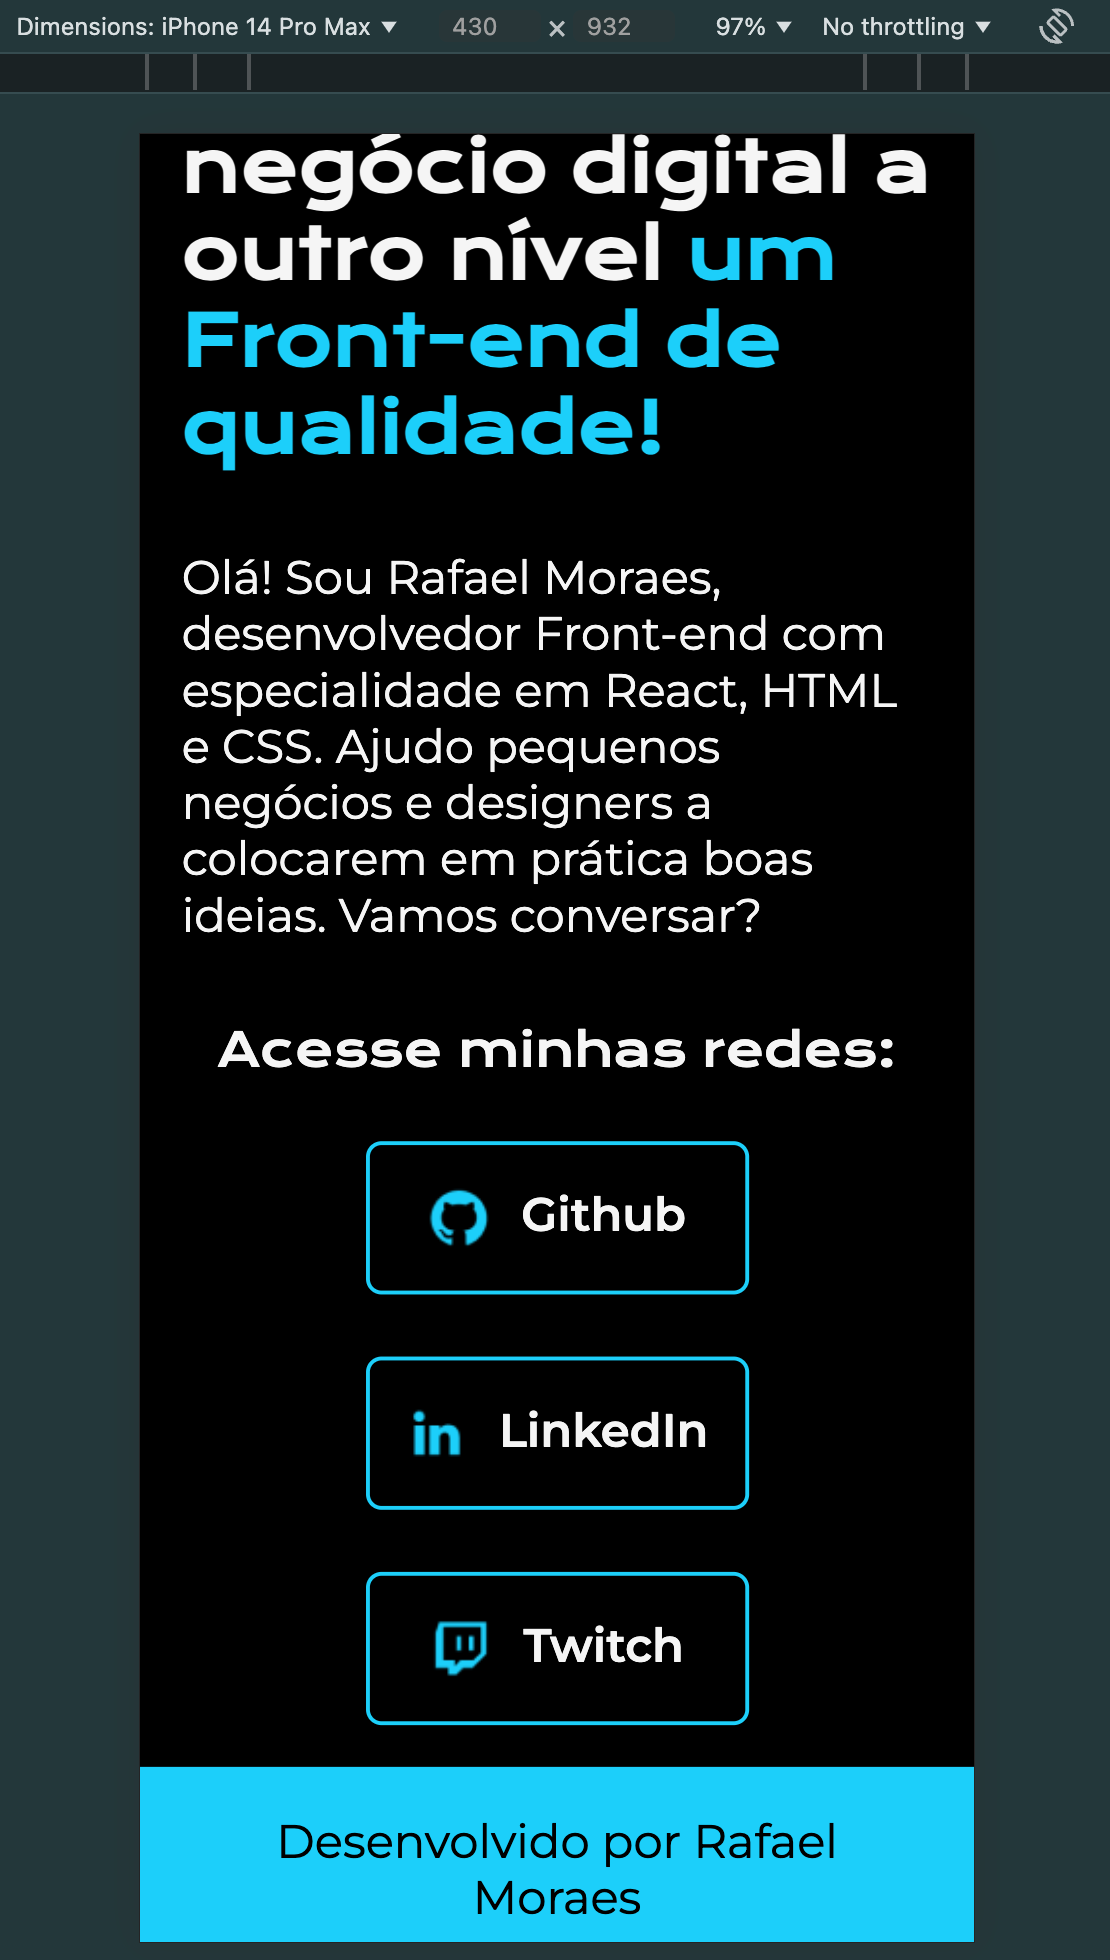 Dimensions: iPhone 14 Pro Max ▼ 430 × 932 97% ▼ No throttling ▼
negócio digital a
outro nível um
Front-end de
qualidade!
Olá! Sou Rafael Moraes,
desenvolvedor Front-end com
especialidade em React, HTML
e CSS. Ajudo pequenos
negócios e designers a
colocarem em prática boas
ideias. Vamos conversar?
Acesse minhas redes:
Github
in LinkedIn
Twitch
Desenvolvido por Rafael
Moraes